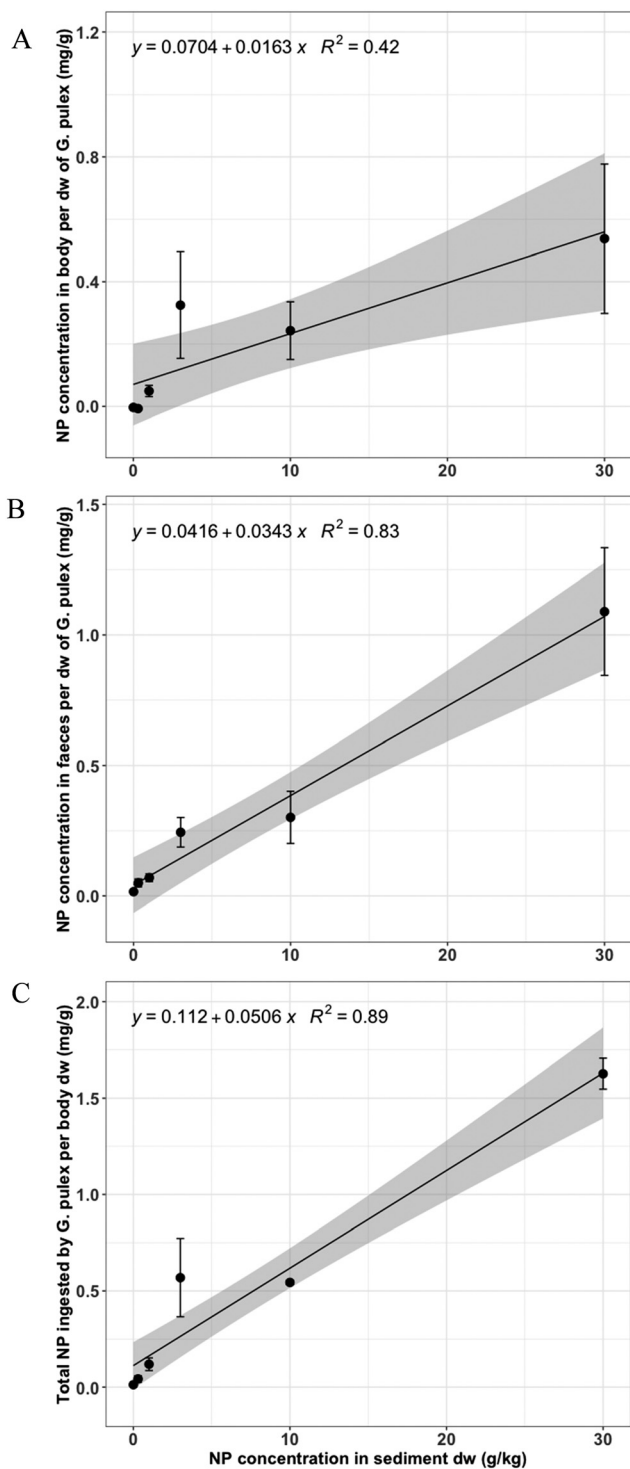 A
NP concentration in body per dw of G. pulex (mg/g)
y = 0.0704 + 0.0163 x   R² = 0.42
1.2
0.8
0.4
0.0
0 10 20 30
B
NP concentration in faeces per dw of G. pulex (mg/g)
y = 0.0416 + 0.0343 x   R² = 0.83
1.5
1.0
0.5
0.0
0 10 20 30
C
Total NP ingested by G. pulex per body dw (mg/g)
y = 0.112 + 0.0506 x   R² = 0.89
2.0
1.5
1.0
0.5
0.0
0 10 20 30
NP concentration in sediment dw (g/kg)